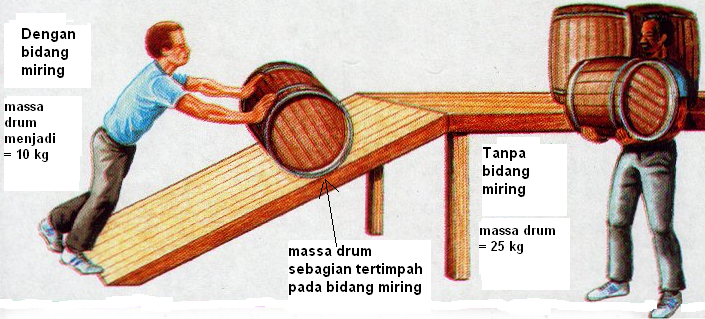 Dengan
bidang
miring
massa
drum
menjadi
= 10 kg
massa drum
sebagian tertimpah
pada bidang miring
Tanpa
bidang
miring
massa drum
= 25 kg